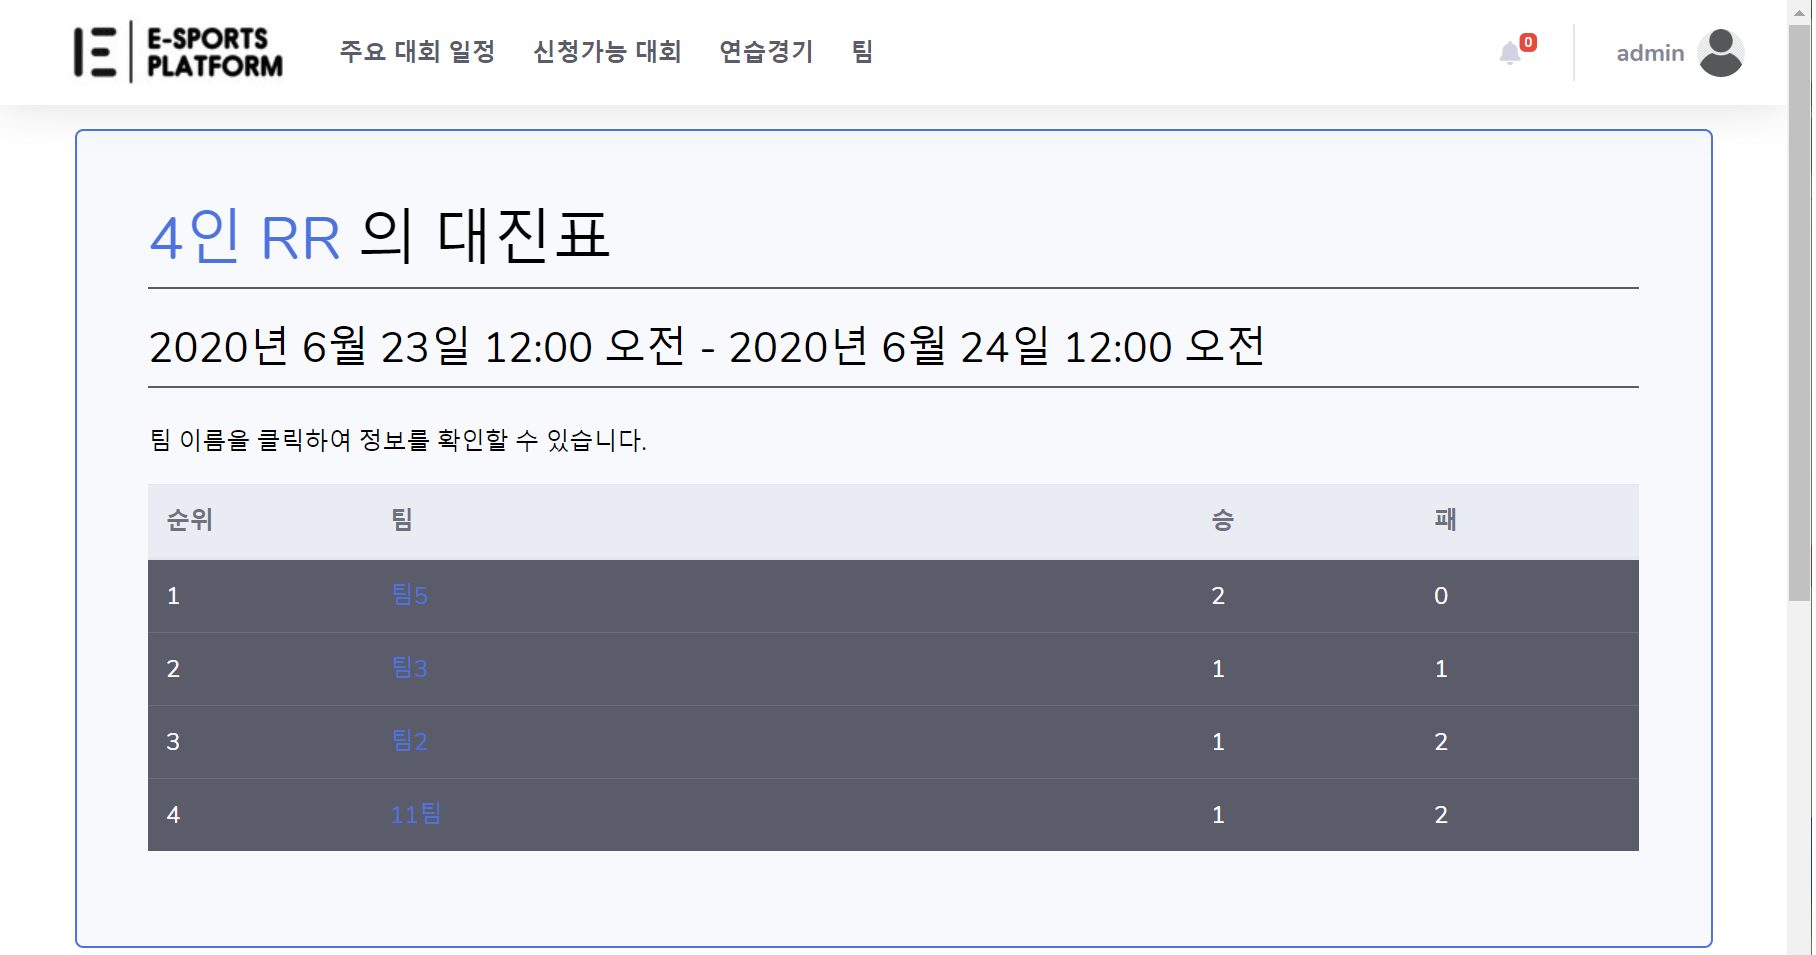 E-SPORTS
PLATFORM
주요 대회 일정 신청가능 대회 연습경기 팀
0
admin
4인 RR 의 대진표
2020년 6월 23일 12:00 오전 - 2020년 6월 24일 12:00 오전
팀 이름을 클릭하여 정보를 확인할 수 있습니다.
순위 팀 승 패
1 팀5 2 0
2 팀3 1 1
3 팀2 1 2
4 11팀 1 2